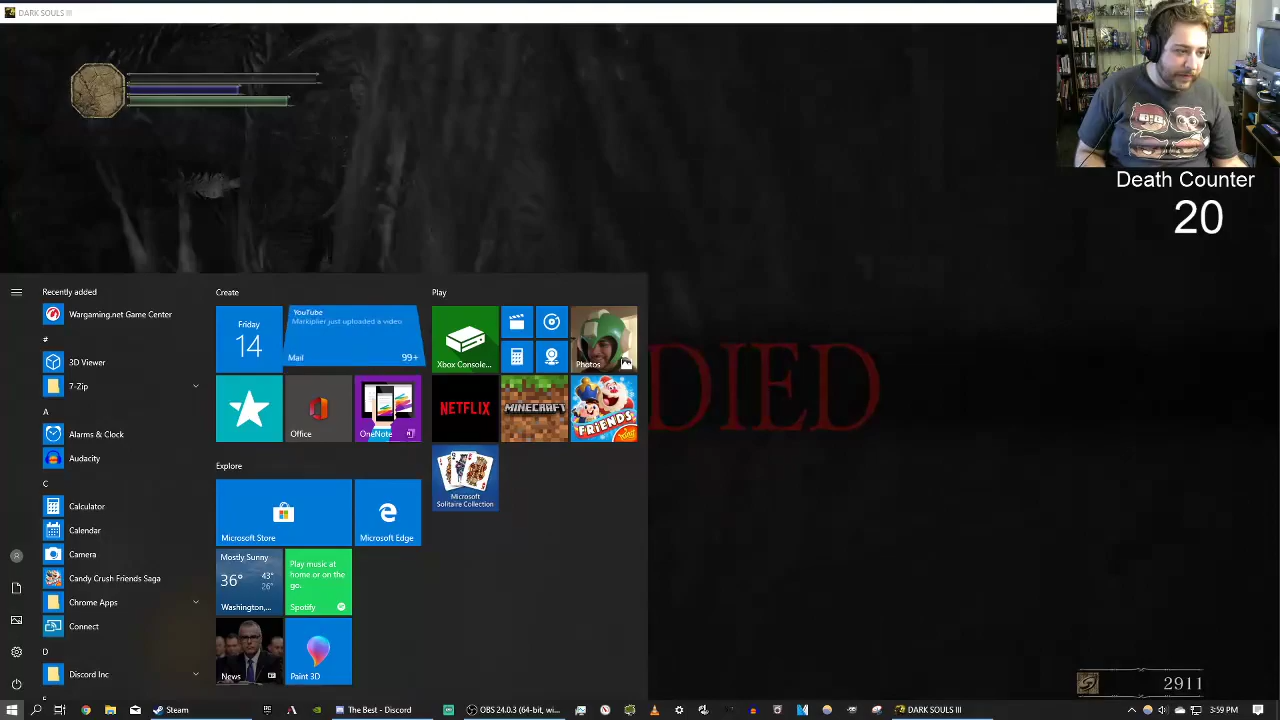 DARK SOULS III
Death Counter
20
Recently added
Wargaming.net Game Center
#
3D Viewer
7-Zip
A
Alarms & Clock
Audacity
C
Calculator
Calendar
Camera
Candy Crush Friends Saga
Chrome Apps
Connect
D
Discord Inc
Create
Friday
14
YouTube
Markiplier just uploaded a video
Mail 99+
Office
OneNote
Explore
Microsoft Store
Microsoft Edge
Mostly Sunny
36° 43°
26°
Washington,...
Play music at
home or on the
go.
Spotify
News
Paint 3D
Play
Xbox Console...
Photos
NETFLIX
MINECRAFT
FRIENDS
King
Microsoft
Solitaire Collection
DIED
2911
Steam
The Best - Discord
OBS 24.0.3 (64-bit, wi...
DARK SOULS III
3:59 PM